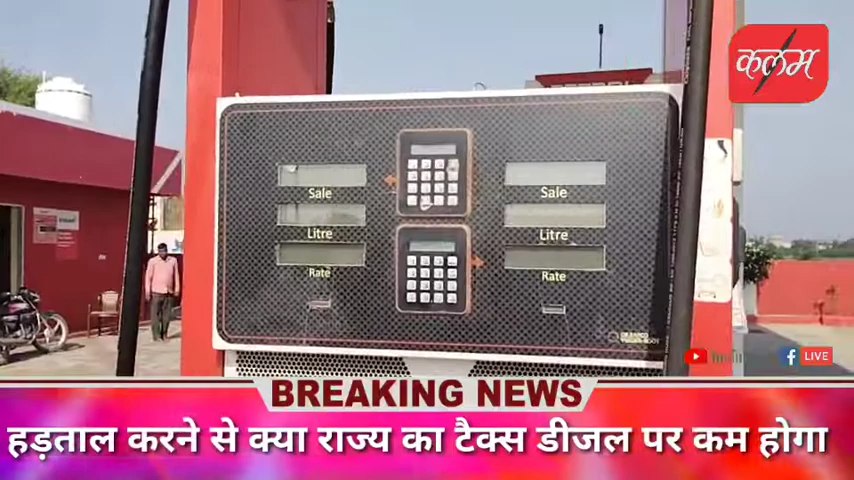 कलम
Sale
Litre
Rate
Sale
Litre
Rate
LIVE
BREAKING NEWS
हड़ताल करने से क्या राज्य का टैक्स डीजल पर कम होगा